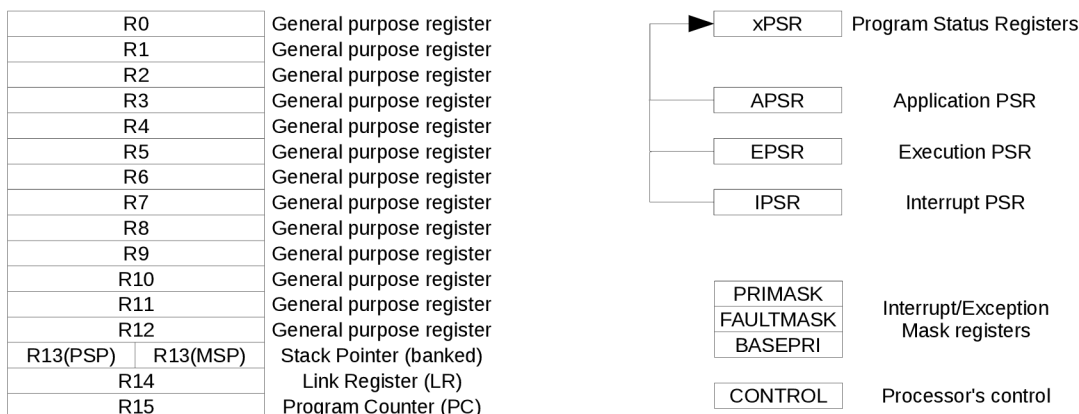 R0 General purpose register
R1 General purpose register
R2 General purpose register
R3 General purpose register
R4 General purpose register
R5 General purpose register
R6 General purpose register
R7 General purpose register
R8 General purpose register
R9 General purpose register
R10 General purpose register
R11 General purpose register
R12 General purpose register
R13(PSP) R13(MSP) Stack Pointer (banked)
R14 Link Register (LR)
R15 Program Counter (PC)
xPSR Program Status Registers
APSR Application PSR
EPSR Execution PSR
IPSR Interrupt PSR
PRIMASK
FAULTMASK
BASEPRI
Interrupt/Exception
Mask registers
CONTROL Processor's control